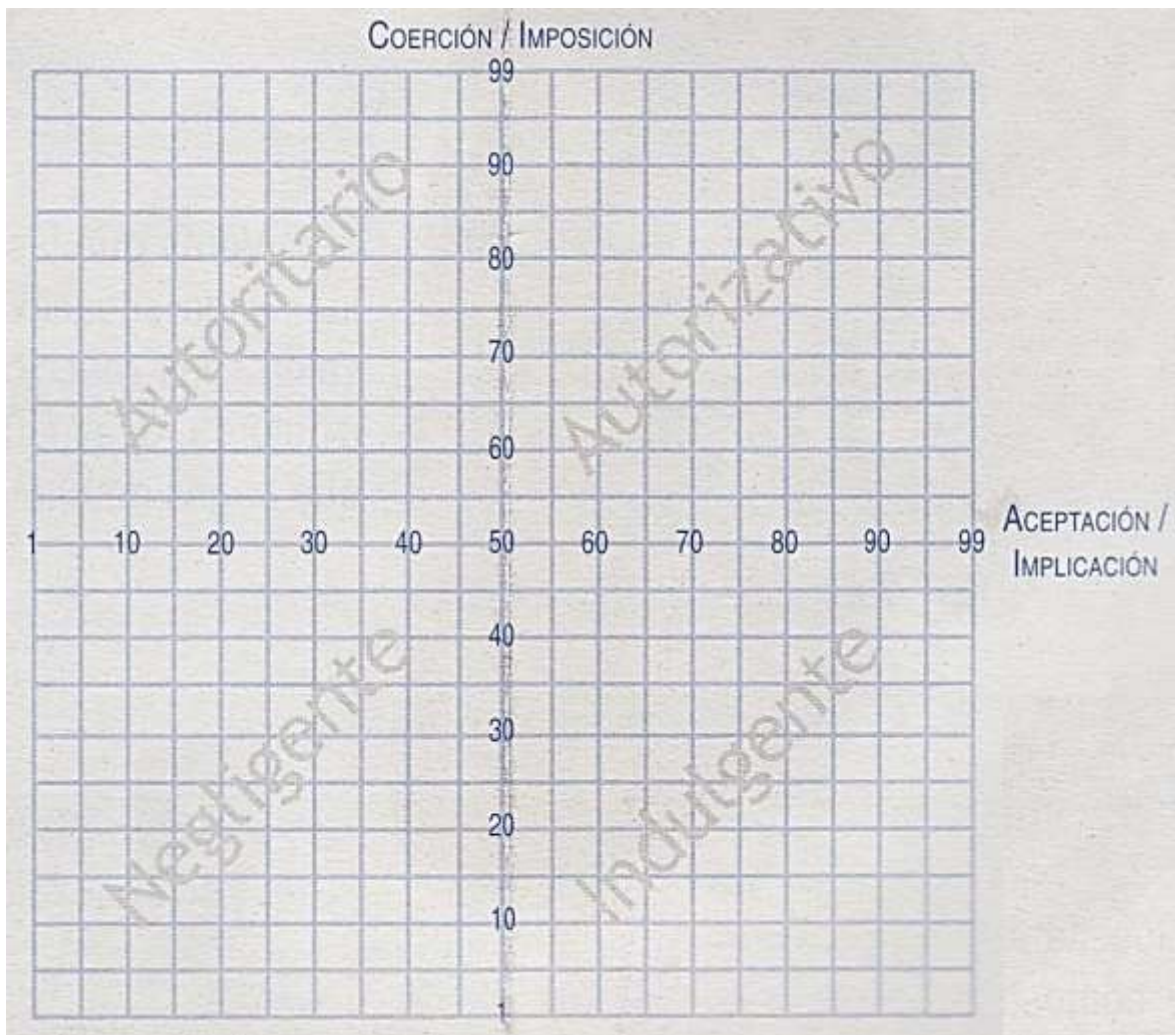 COERCIÓN / IMPOSICIÓN
99
90
Autoritario
Autorizativo
80
70
60
ACEPTACIÓN /
1 10 20 30 40 50 60 70 80 90 99
IMPLICACIÓN
40
Negligente
Indulgente
30
20
10
1